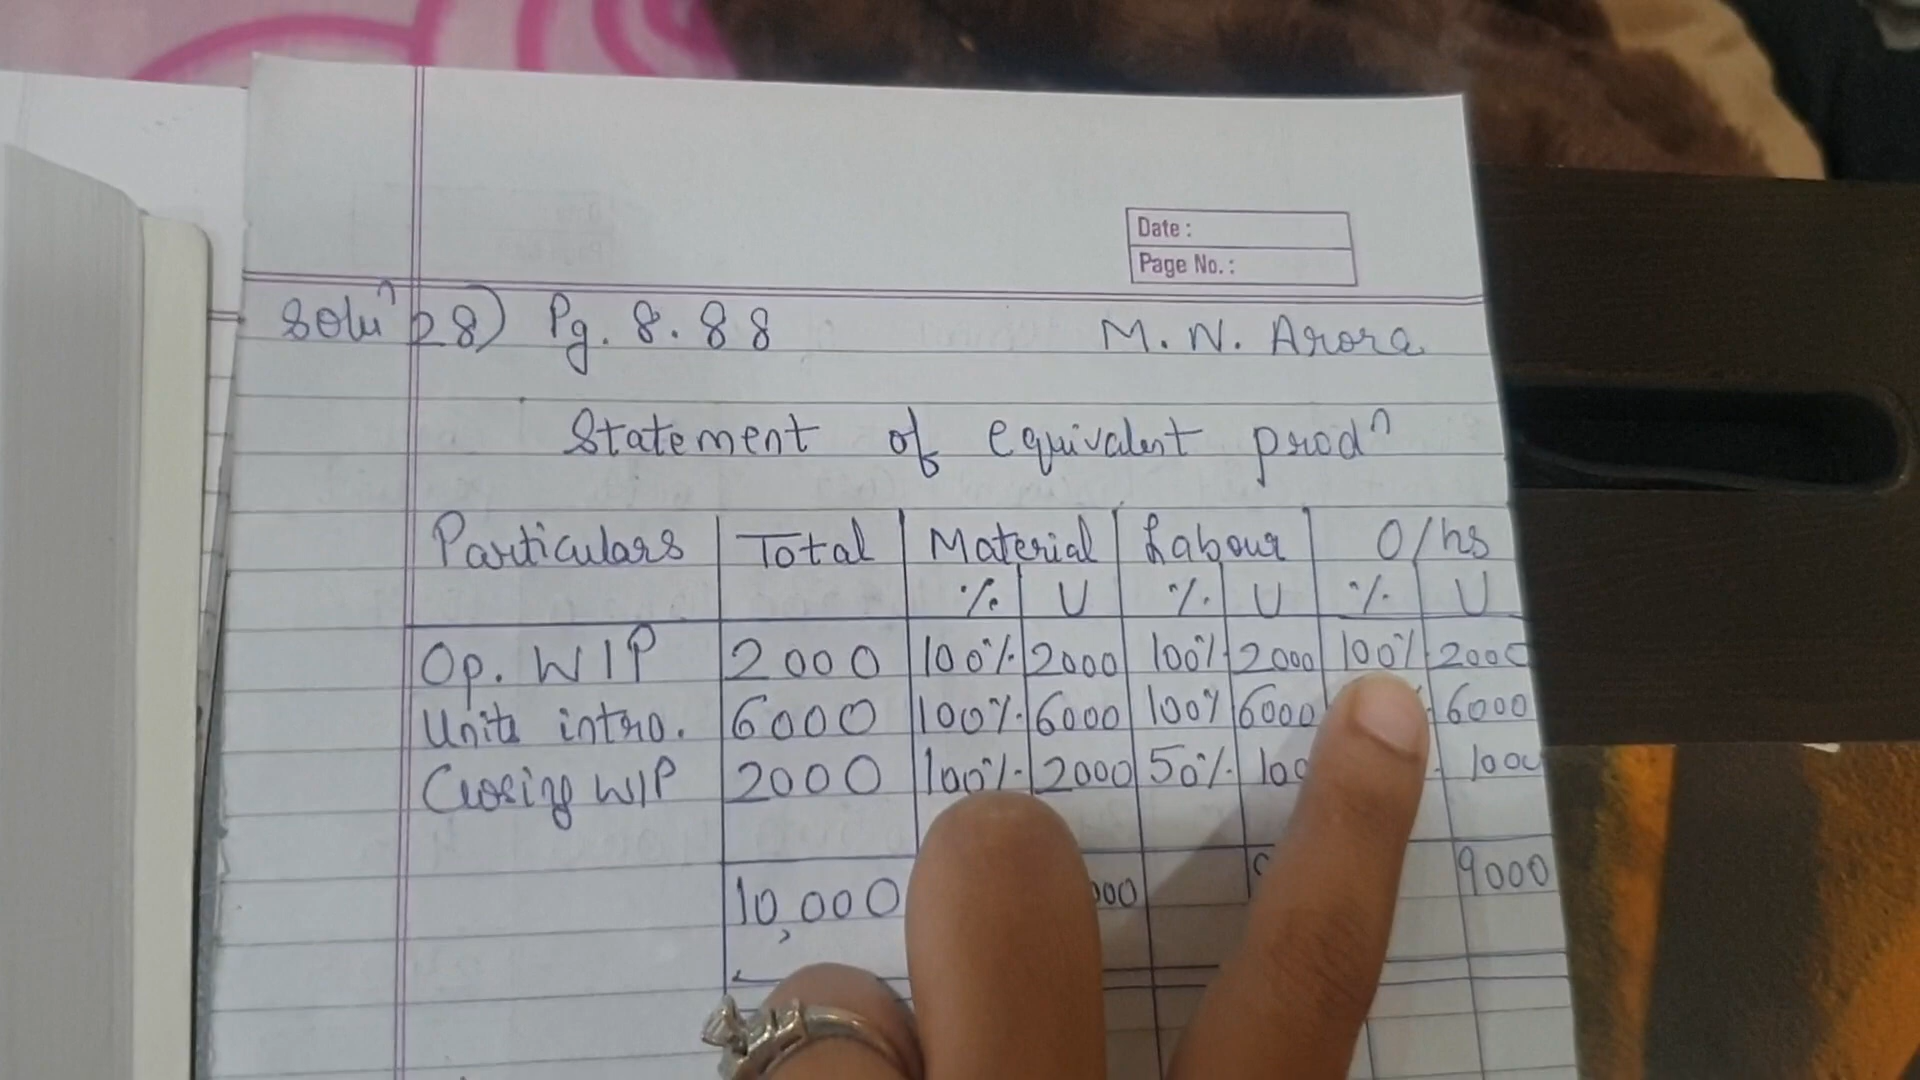 Date :
Page No. :
Soluⁿ 28) Pg. 8.88 M. N. Arora
Statement of equivalent prodⁿ
Particulars Total Material Labour O/hs
% U % U % U
Op. WIP 2000 100% 2000 100% 2000 100% 2000
Units intro. 6000 100% 6000 100% 6000 6000
Closing WIP 2000 100% 2000 50% 1000
10,000 9000